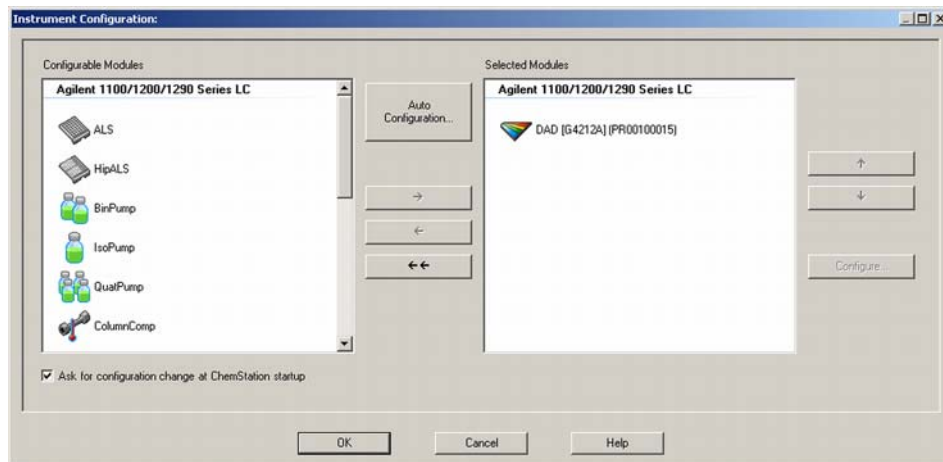 Instrument Configuration:
Configurable Modules
Agilent 1100/1200/1290 Series LC
ALS
HipALS
BinPump
IsoPump
QuatPump
ColumnComp
Auto
Configuration...
Selected Modules
Agilent 1100/1200/1290 Series LC
DAD [G4212A] (PR00100015)
Configure...
Ask for configuration change at ChemStation startup
OK
Cancel
Help